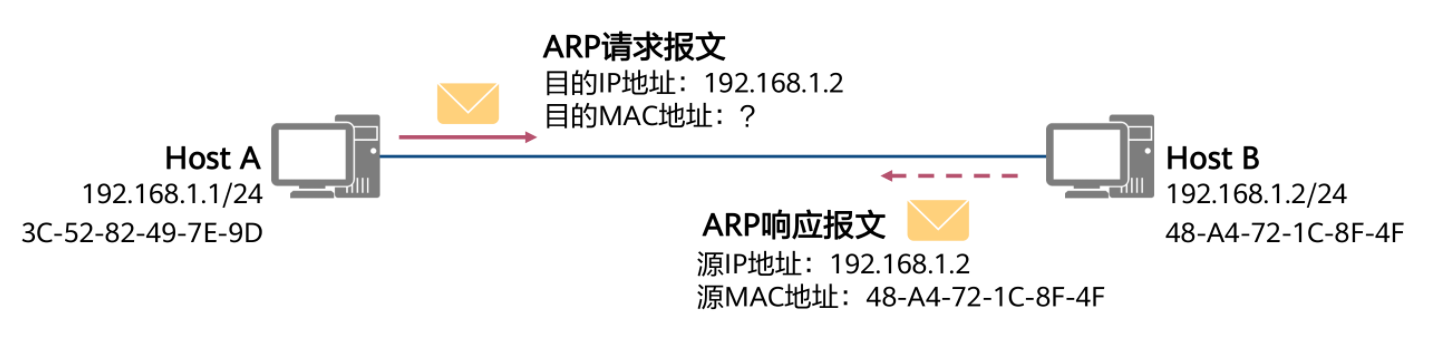 ARP请求报文
目的IP地址：192.168.1.2
目的MAC地址：？
Host A
192.168.1.1/24
3C-52-82-49-7E-9D
Host B
192.168.1.2/24
48-A4-72-1C-8F-4F
ARP响应报文
源IP地址：192.168.1.2
源MAC地址：48-A4-72-1C-8F-4F